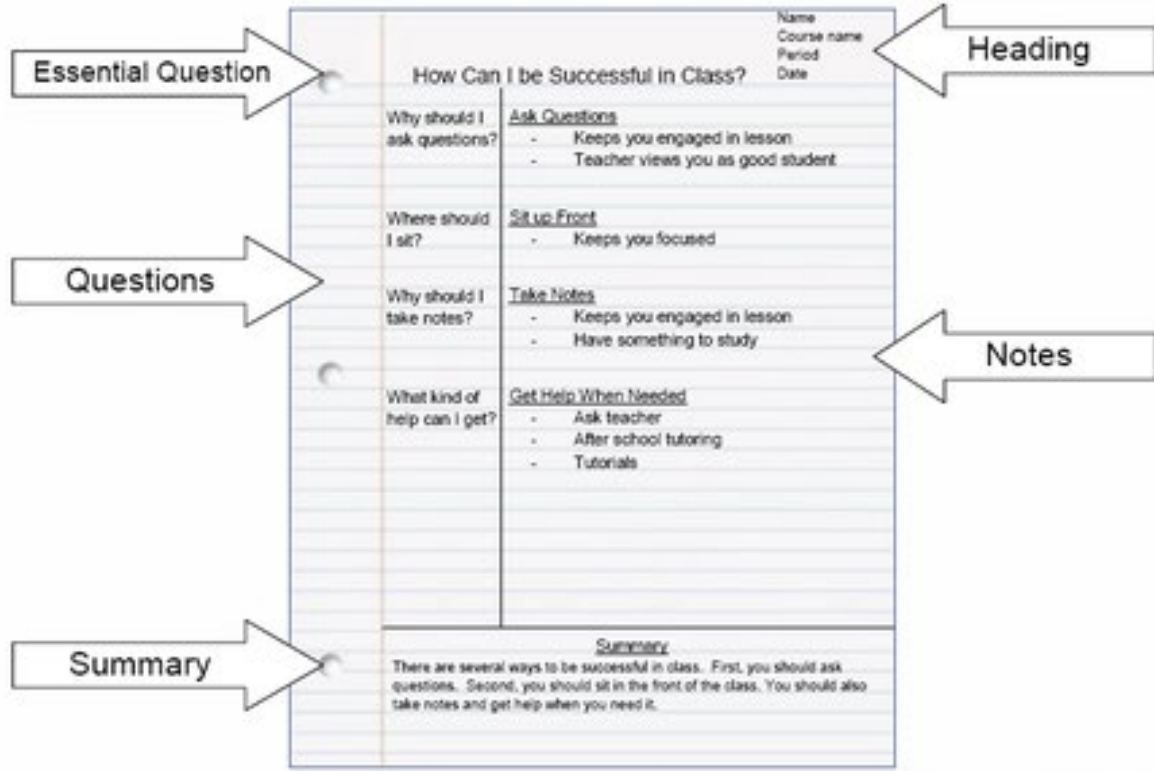 Name
Course name
Heading
Period
Essential Question
How Can I be Successful in Class?
Date
Why should I
ask questions?
Ask Questions
- Keeps you engaged in lesson
- Teacher views you as good student
Where should
I sit?
Sit up Front
- Keeps you focused
Questions
Why should I
take notes?
Take Notes
- Keeps you engaged in lesson
- Have something to study
Notes
What kind of
help can I get?
Get Help When Needed
- Ask teacher
- After school tutoring
- Tutorials
Summary
Summary
There are several ways to be successful in class. First, you should ask
questions. Second, you should sit in the front of the class. You should also
take notes and get help when you need it.